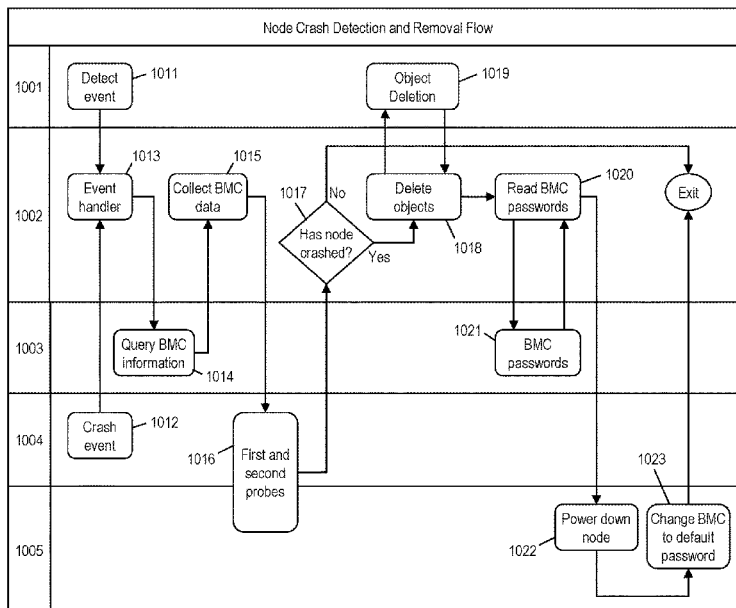 Node Crash Detection and Removal Flow
1001
Detect
event
1011
Object
Deletion
1019
1002
1013
Event
handler
1015
Collect BMC
data
1017
No
Has node
crashed?
Yes
Delete
objects
1018
Read BMC
passwords
1020
Exit
1003
Query BMC
information
1014
1021
BMC
passwords
1004
Crash
event
1012
1016
First and
second
probes
1023
1005
Power down
node
1022
Change BMC
to default
password